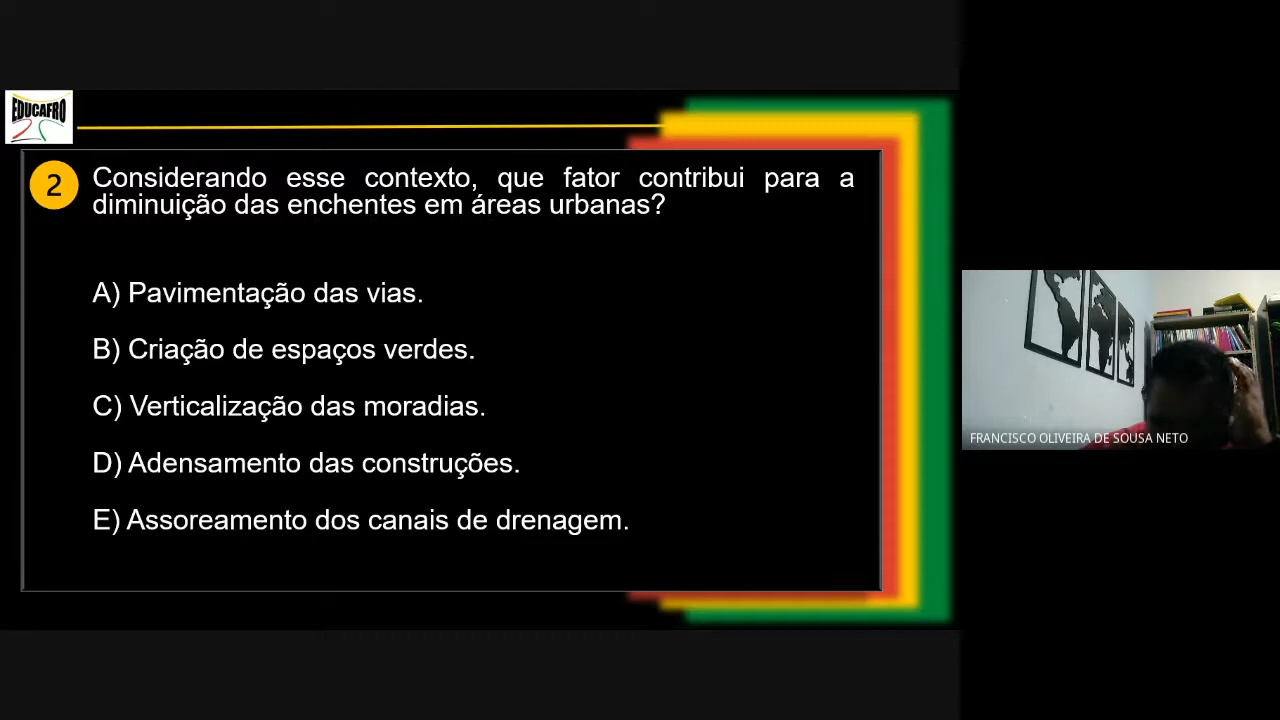 EDUCAFRO
2
Considerando esse contexto, que fator contribui para a
diminuição das enchentes em áreas urbanas?
A) Pavimentação das vias.
B) Criação de espaços verdes.
C) Verticalização das moradias.
D) Adensamento das construções.
E) Assoreamento dos canais de drenagem.
FRANCISCO OLIVEIRA DE SOUSA NETO